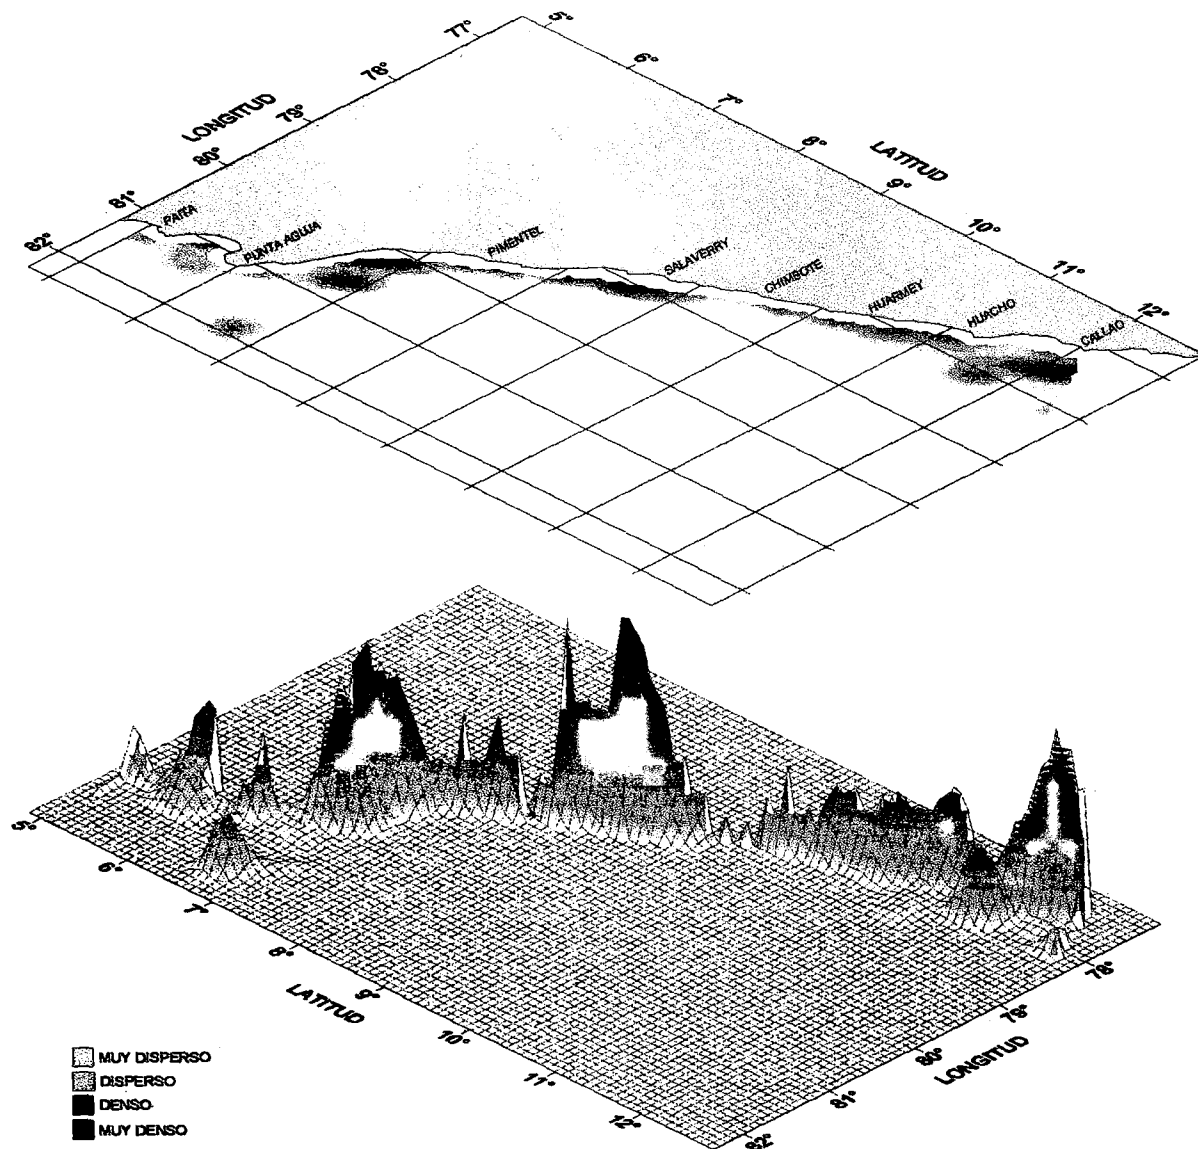 77°
78°
LONGITUD
79°
80°
81°
82°
5°
6°
7°
8°
LATITUD
9°
10°
11°
12°
PAITA
PUNTA AGUJA
PIMENTEL
SALAVERRY
CHIMBOTE
HUARMEY
HUACHO
CALLAO
5°
6°
7°
8°
LATITUD
9°
10°
11°
12°
78°
79°
80°
LONGITUD
81°
82°
MUY DISPERSO
DISPERSO
DENSO
MUY DENSO